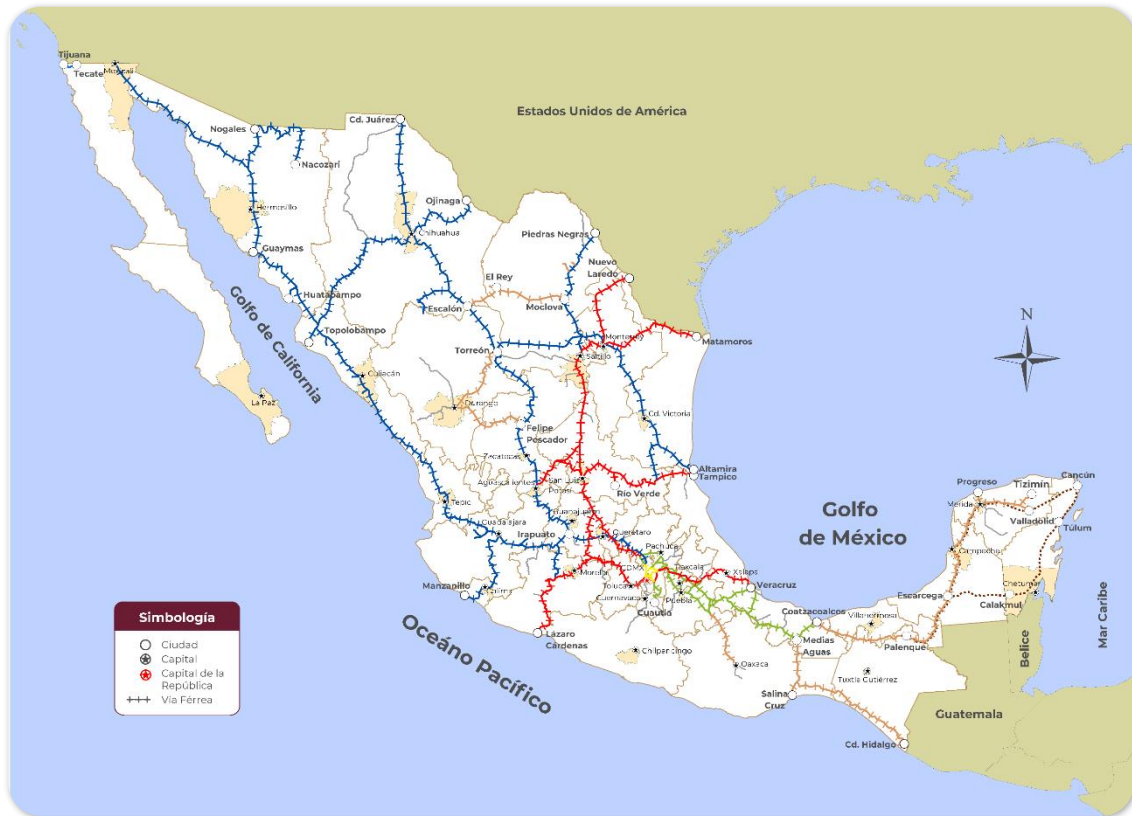 Tijuana
Tecate
Mexicali
Nogales
Nacozari
Cd. Juárez
Estados Unidos de América
Hermosillo
Ojinaga
Chihuahua
Guaymas
Piedras Negras
Nuevo
Laredo
El Rey
Huatabampo
Escalón
Moclova
Golfo de California
Topolobampo
Torreón
Monterrey
Saltillo
Matamoros
N
La Paz
Culiacán
Durango
Cd. Victoria
Felipe
Pescador
Zacatecas
Altamira
Tampico
Aguascalientes
San Luis
Potosí
Río Verde
Tepic
Guanajuato
Guadalajara
Irapuato
Querétaro
Pachuca
Golfo
de México
Progreso
Mérida
Tizimín
Cancún
Valladolid
Túlum
Campeche
Manzanillo
Colima
Morelia
CDMX
Tlaxcala
Xalapa
Toluca
Cuernavaca
Puebla
Cuautla
Veracruz
Coatzacoalcos
Escarcega
Chetumal
Calakmul
Villahermosa
Palenque
Medias
Aguas
Lázaro
Cárdenas
Chilpancingo
Oaxaca
Tuxtla Gutiérrez
Salina
Cruz
Belice
Mar Caribe
Guatemala
Cd. Hidalgo
Océano Pacífico
Simbología
Ciudad
Capital
Capital de la
República
Vía Férrea